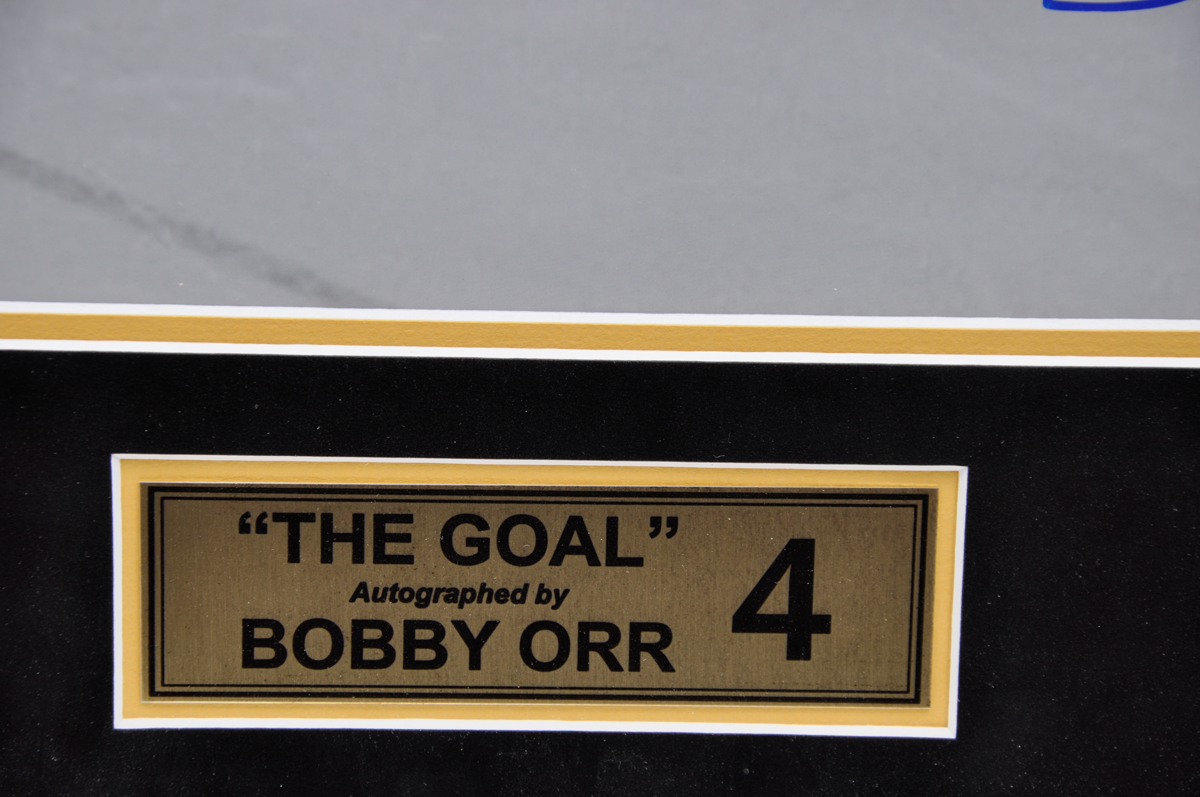 “THE GOAL”
Autographed by
BOBBY ORR
4